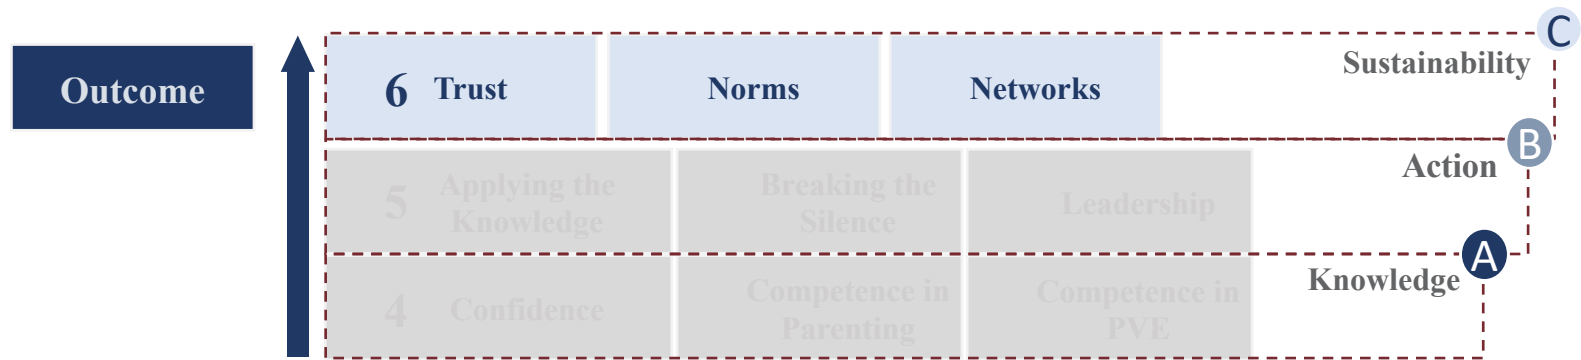 C
Sustainability
Outcome
6 Trust
Norms
Networks
B
Action
5 Applying the
Knowledge
Breaking the
Silence
Leadership
A
Knowledge
4 Confidence
Competence in
Parenting
Competence in
PVE